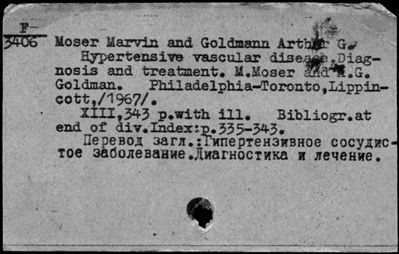 F-
3406
Moser Marvin and Goldmann Arthur G.
Hypertensive vascular disease.Diag-
nosis and treatment. M.Moser and A.G.
Goldman. Philadelphia-Toronto,Lippin-
cott,/1967/.
XIII,343 p.with ill. Bibliogr.at
end of div.Index:p.335-343.
Перевод загл.:Гипертензивное сосудис-
тое заболевание.Диагностика и лечение.